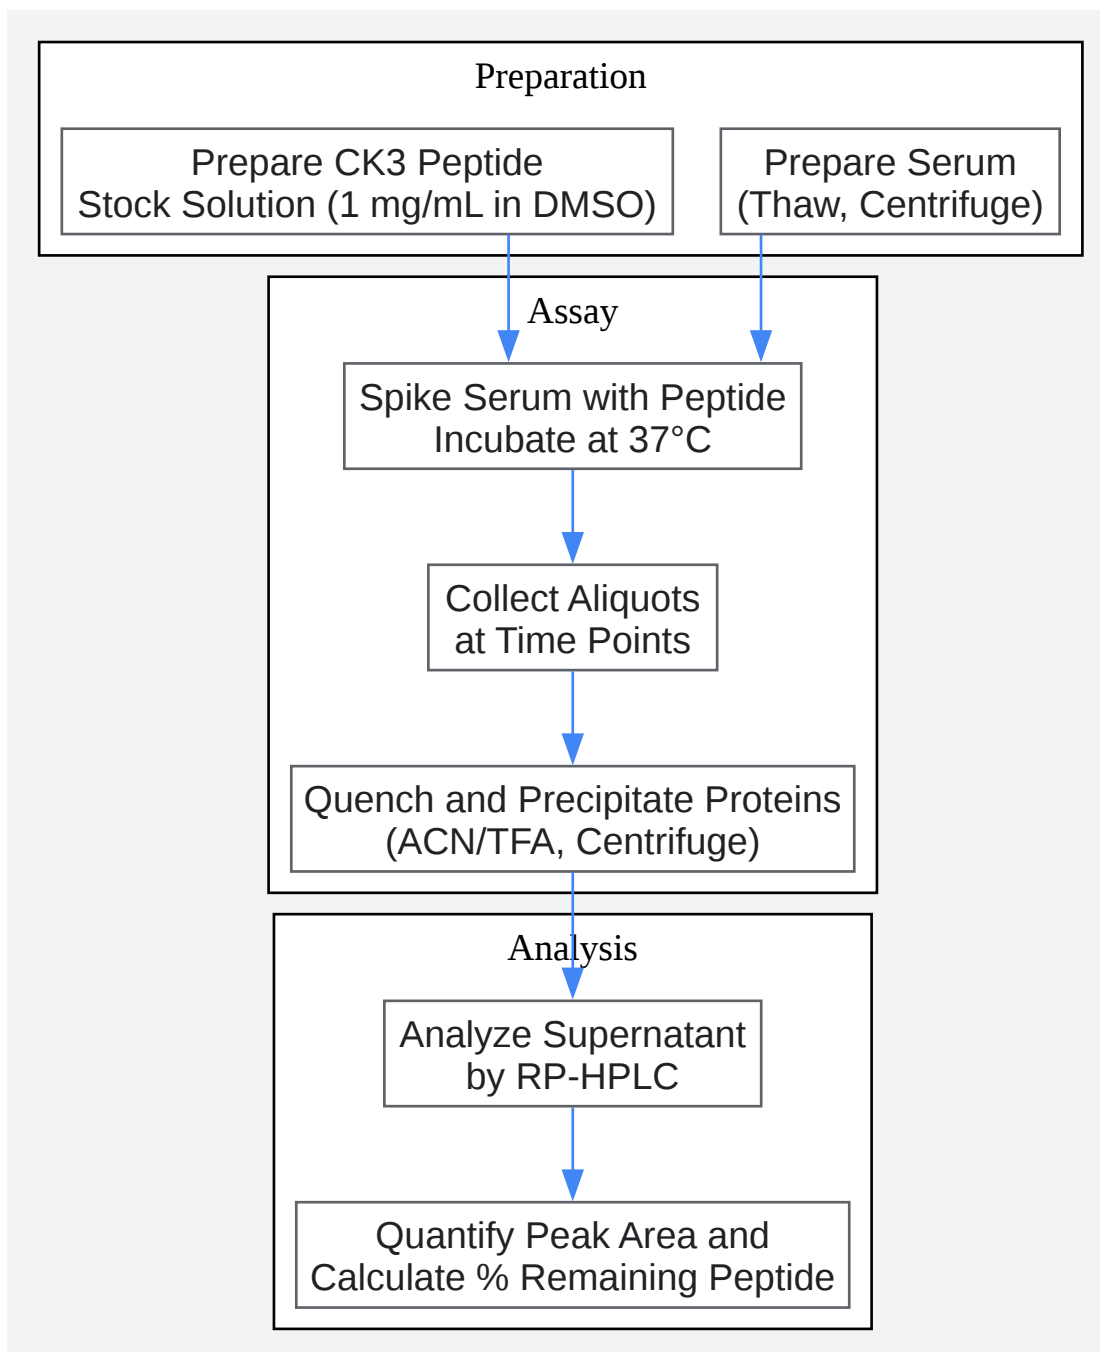 Preparation
Prepare CK3 Peptide
Stock Solution (1 mg/mL in DMSO)
Prepare Serum
(Thaw, Centrifuge)
Assay
Spike Serum with Peptide
Incubate at 37°C
Collect Aliquots
at Time Points
Quench and Precipitate Proteins
(ACN/TFA, Centrifuge)
Analysis
Analyze Supernatant
by RP-HPLC
Quantify Peak Area and
Calculate % Remaining Peptide